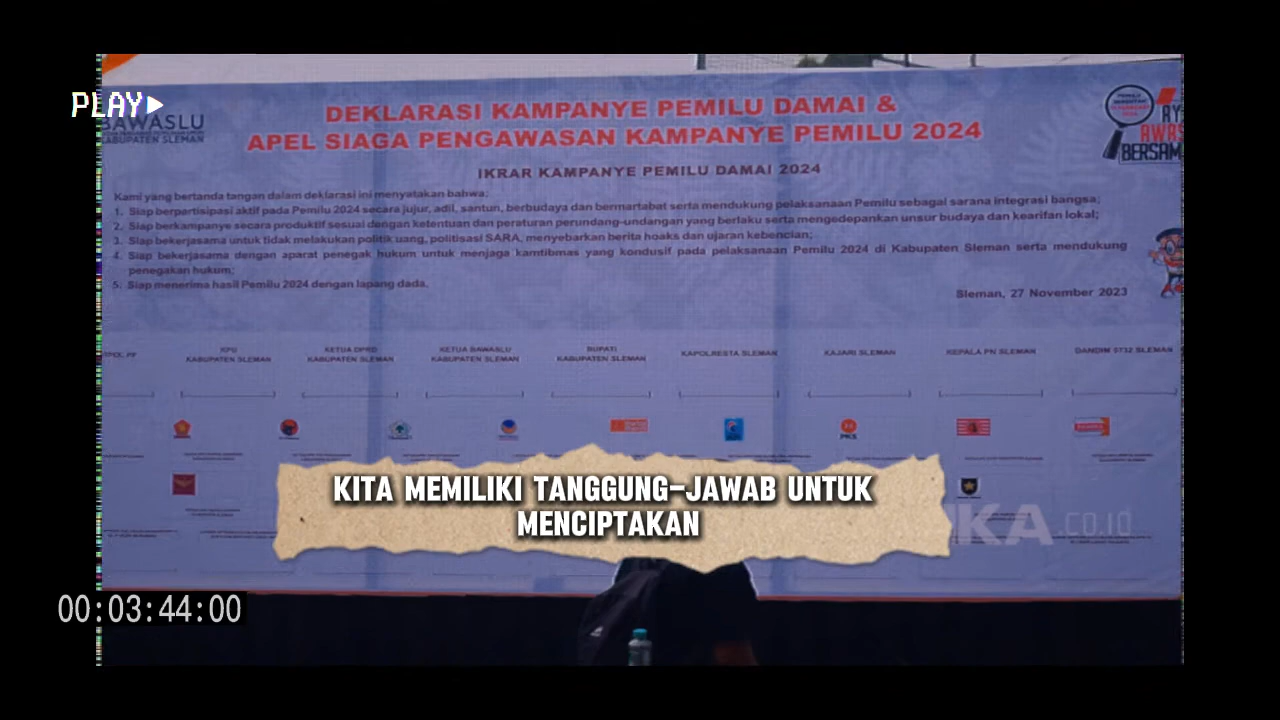 PLAY
BAWASLU
KABUPATEN SLEMAN
DEKLARASI KAMPANYE PEMILU DAMAI &
APEL SIAGA PENGAWASAN KAMPANYE PEMILU 2024
BERSAMA
IKRAR KAMPANYE PEMILU DAMAI 2024
Kami yang bertanda tangan dalam deklarasi ini menyatakan bahwa:
1. Siap berpartisipasi aktif pada Pemilu 2024 secara jujur, adil, santun, berbudaya dan bermartabat serta mendukung pelaksanaan Pemilu sebagai sarana integrasi bangsa;
2. Siap berkampanye secara produktif sesuai dengan ketentuan dan peraturan perundang-undangan yang berlaku serta mengedepankan unsur budaya dan kearifan lokal;
3. Siap bekerjasama untuk tidak melakukan politik uang, politisasi SARA, menyebarkan berita hoaks dan ujaran kebencian;
4. Siap bekerjasama dengan aparat penegak hukum untuk menjaga kamtibmas yang kondusif pada pelaksanaan Pemilu 2024 di Kabupaten Sleman serta mendukung
penegakan hukum;
5. Siap menerima hasil Pemilu 2024 dengan lapang dada.
Sleman, 27 November 2023
KPU
KABUPATEN SLEMAN
KETUA DPRD
KABUPATEN SLEMAN
KETUA BAWASLU
KABUPATEN SLEMAN
BUPATI
KABUPATEN SLEMAN
KAPOLRESTA SLEMAN
KAJARI SLEMAN
KEPALA PN SLEMAN
DANDIM 0732 SLEMAN
PKS
KITA MEMILIKI TANGGUNG-JAWAB UNTUK
MENCIPTAKAN
.CO.ID
00:03:44:00